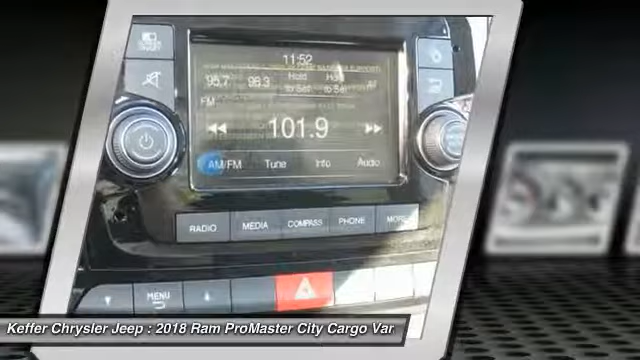 11:52
95.7 98.3 Hold to Set Hold to Set All
FM
101.9
AM/FM Tune Info Audio
RADIO MEDIA COMPASS PHONE MORE
MENU
Keffer Chrysler Jeep : 2018 Ram ProMaster City Cargo Var